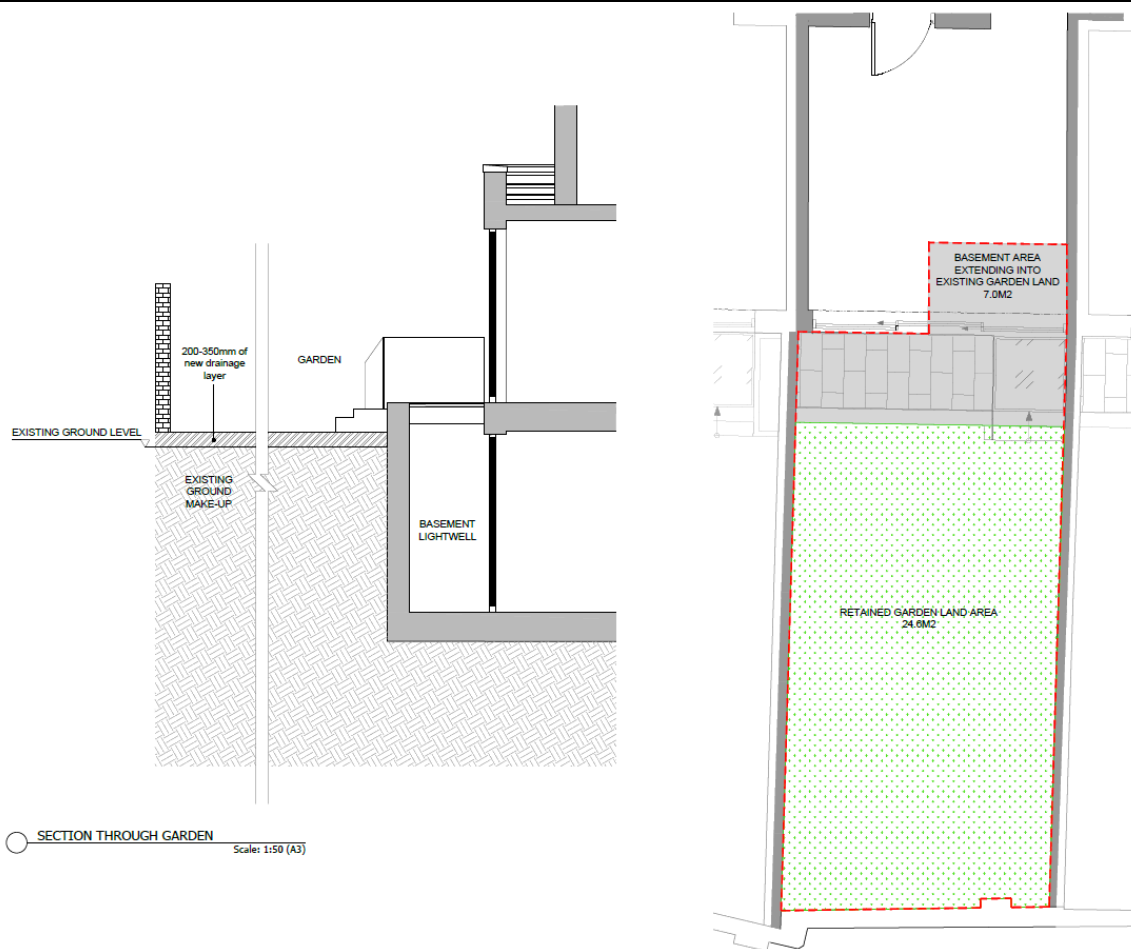 200-350mm of
new drainage
layer
GARDEN
EXISTING GROUND LEVEL
EXISTING
GROUND
MAKE-UP
BASEMENT
LIGHTWELL
SECTION THROUGH GARDEN
Scale: 1:50 (A3)
BASEMENT AREA
EXTENDING INTO
EXISTING GARDEN LAND
7.0M2
RETAINED GARDEN LAND AREA
24.6M2